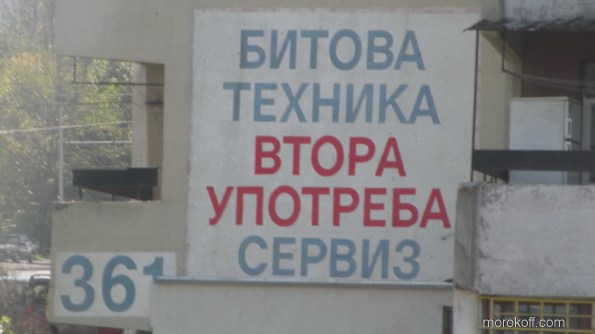 БИТОВА
ТЕХНИКА
ВТОРА
УПОТРЕБА
СЕРВИЗ
361
morokoff.com